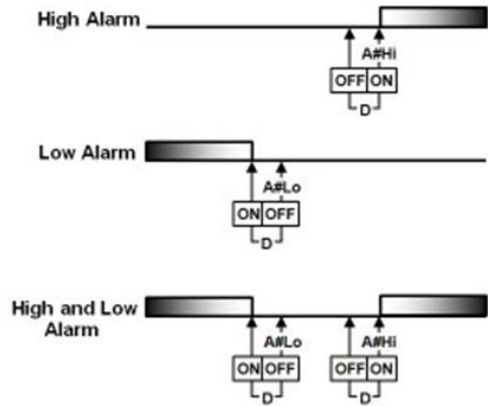 High Alarm
A#Hi
OFF ON
D
Low Alarm
A#Lo
ON OFF
D
High and Low
Alarm
A#Lo A#Hi
ON OFF OFF ON
D D